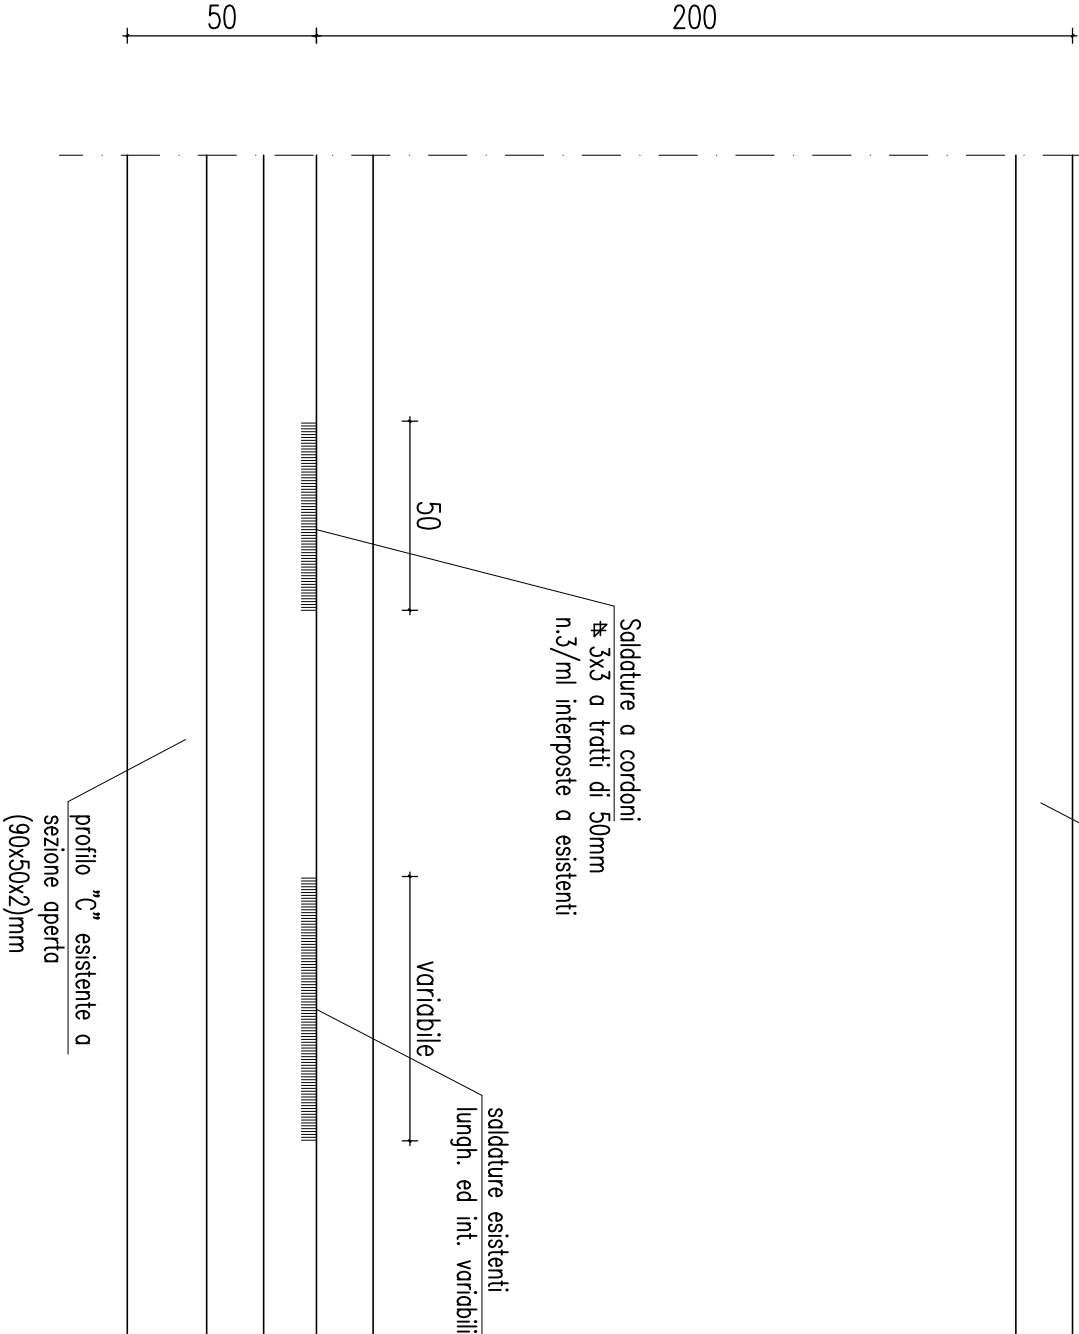 50
200
50
Saldature a cordoni
3x3 a tratti di 50mm
n.3/ml interposte a esistenti
variabile
saldature esistenti
lungh. ed int. variabili
profilo "C" esistente a
sezione aperta
(90x50x2)mm